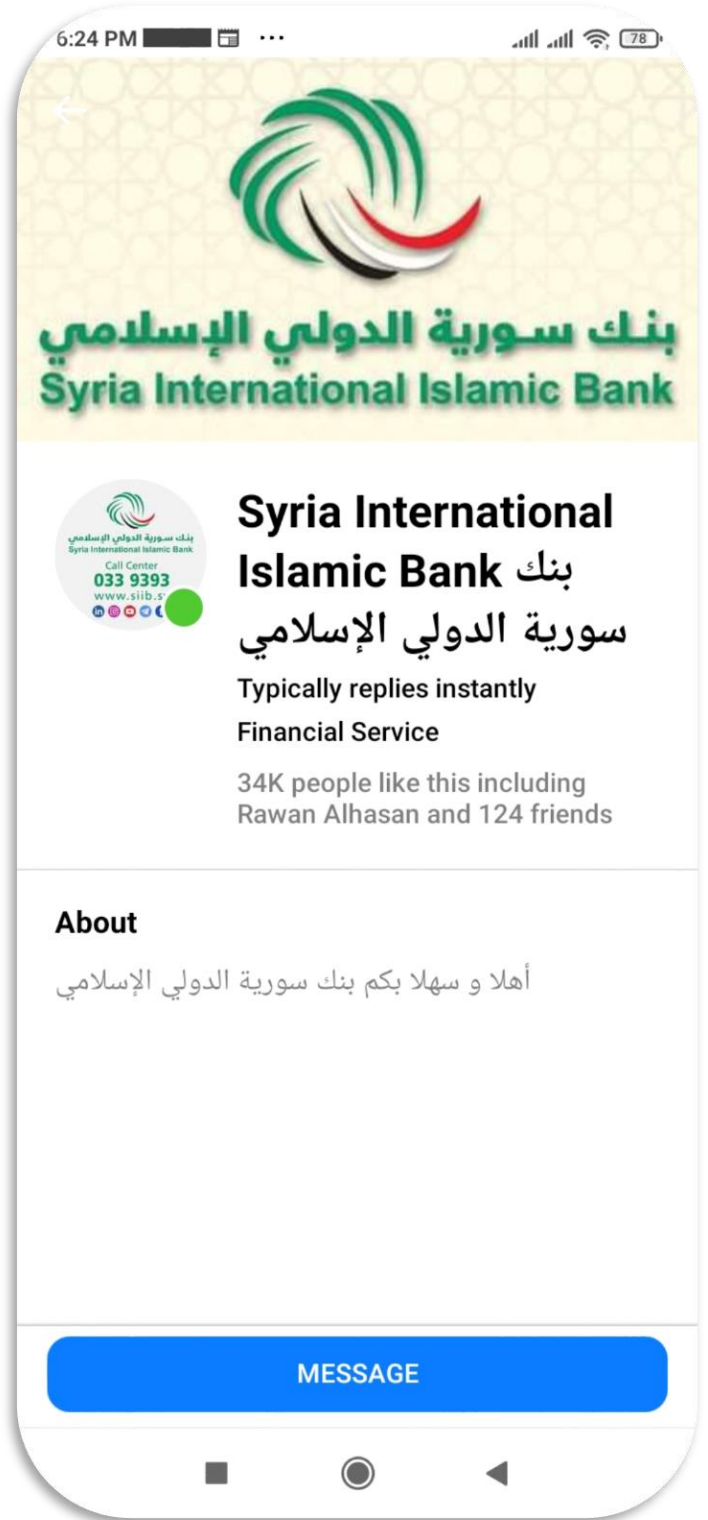 6:24 PM
78
بنك سورية الدولي الإسلامي
Syria International Islamic Bank
بنك سورية الدولي الإسلامي
Syria International Islamic Bank
Call Center
033 9393
www.siib.s
Syria International
Islamic Bank بنك
سورية الدولي الإسلامي
Typically replies instantly
Financial Service
34K people like this including
Rawan Alhasan and 124 friends
About
أهلا و سهلا بكم بنك سورية الدولي الإسلامي
MESSAGE